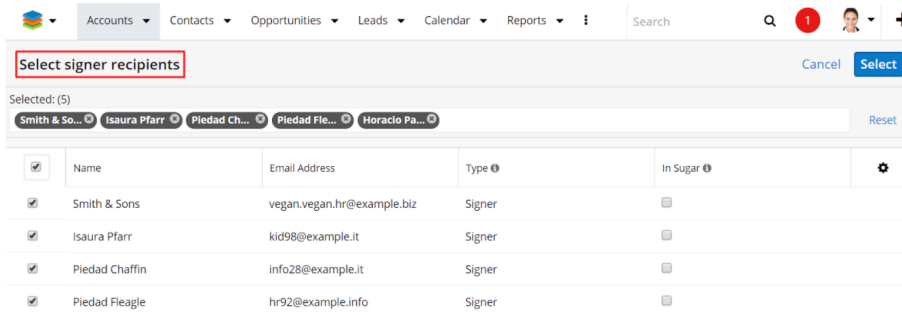 Accounts Contacts Opportunities Leads Calendar Reports Search 1
Select signer recipients Cancel Select
Selected: (5)
Smith & So... Isaura Pfarr Piedad Ch... Piedad Fle... Horacio Pa... Reset
Name Email Address Type In Sugar
Smith & Sons vegan.vegan.hr@example.biz Signer
Isaura Pfarr kid98@example.it Signer
Piedad Chaffin info28@example.it Signer
Piedad Fleagle hr92@example.info Signer